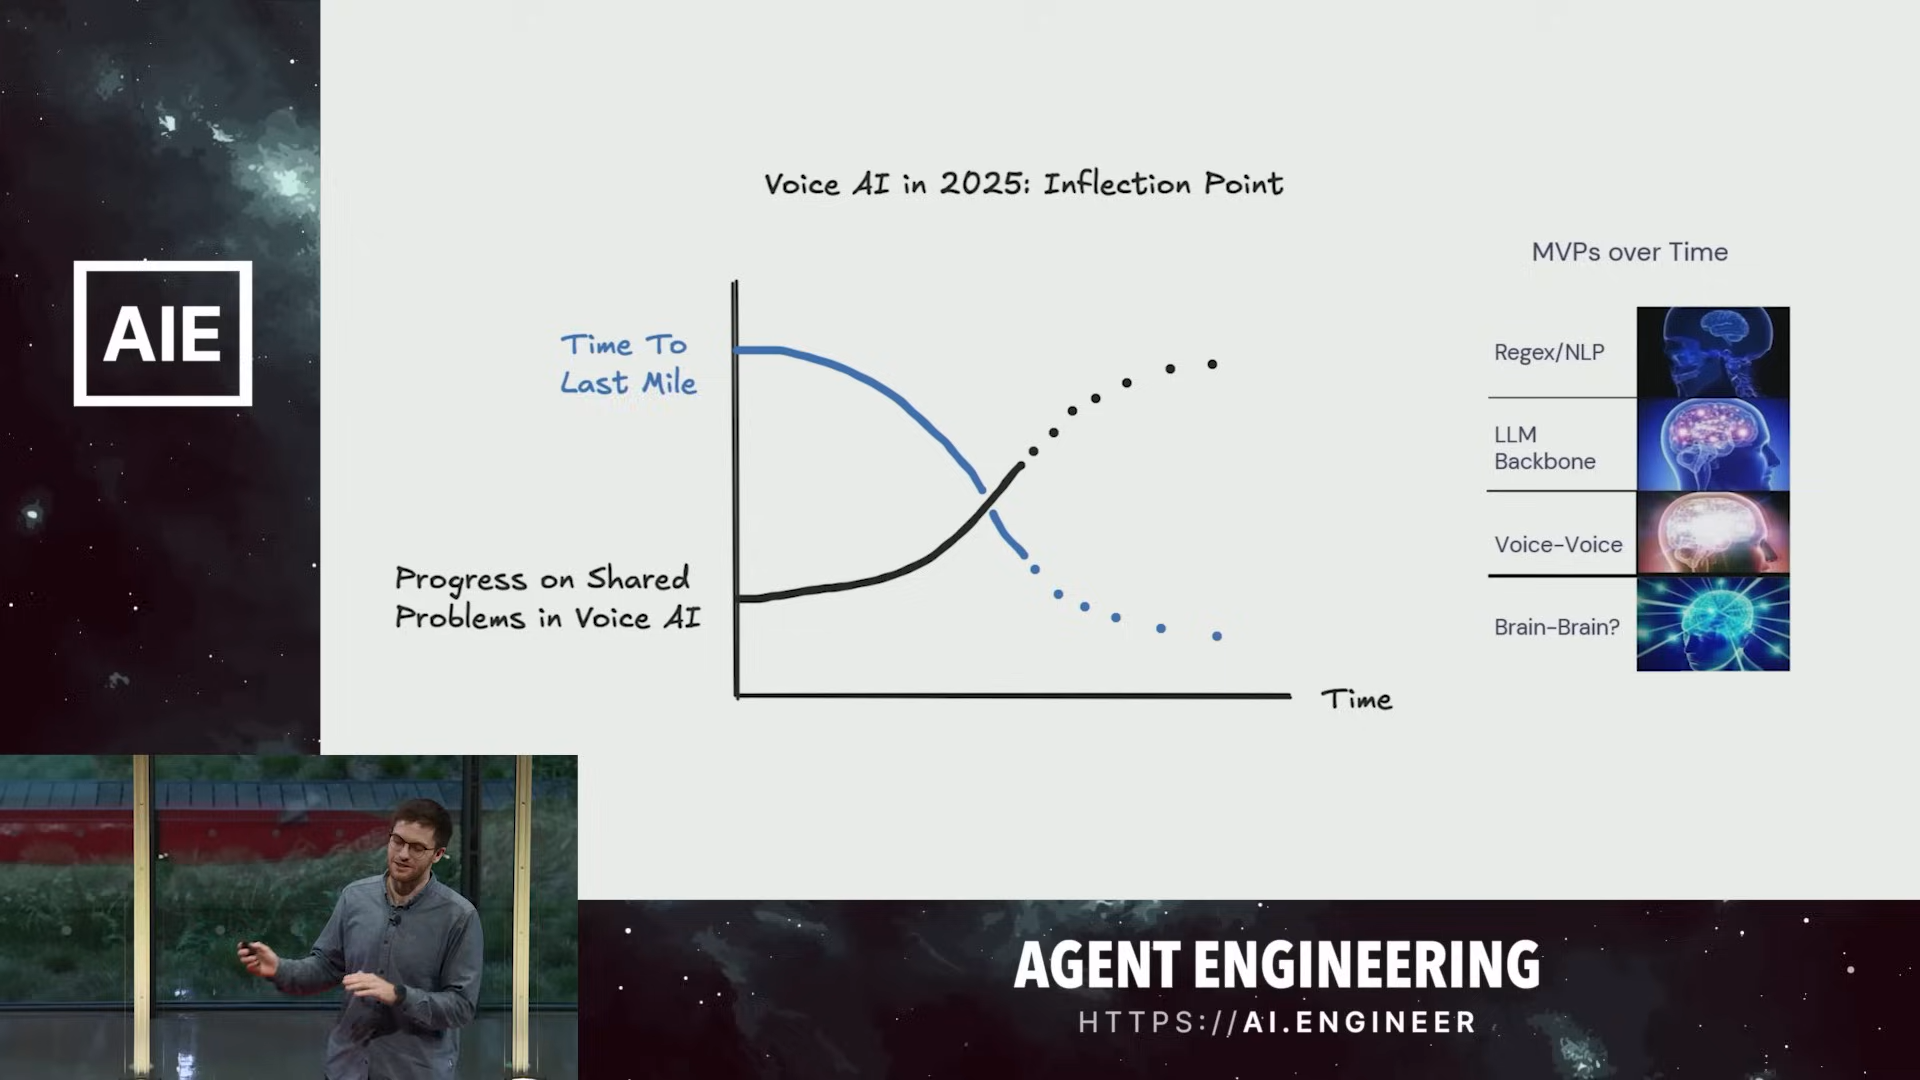 AIE
Voice AI in 2025: Inflection Point
Time To
Last Mile
Progress on Shared
Problems in Voice AI
Time
MVPs over Time
Regex/NLP
LLM
Backbone
Voice-Voice
Brain-Brain?
AGENT ENGINEERING
HTTPS://AI.ENGINEER